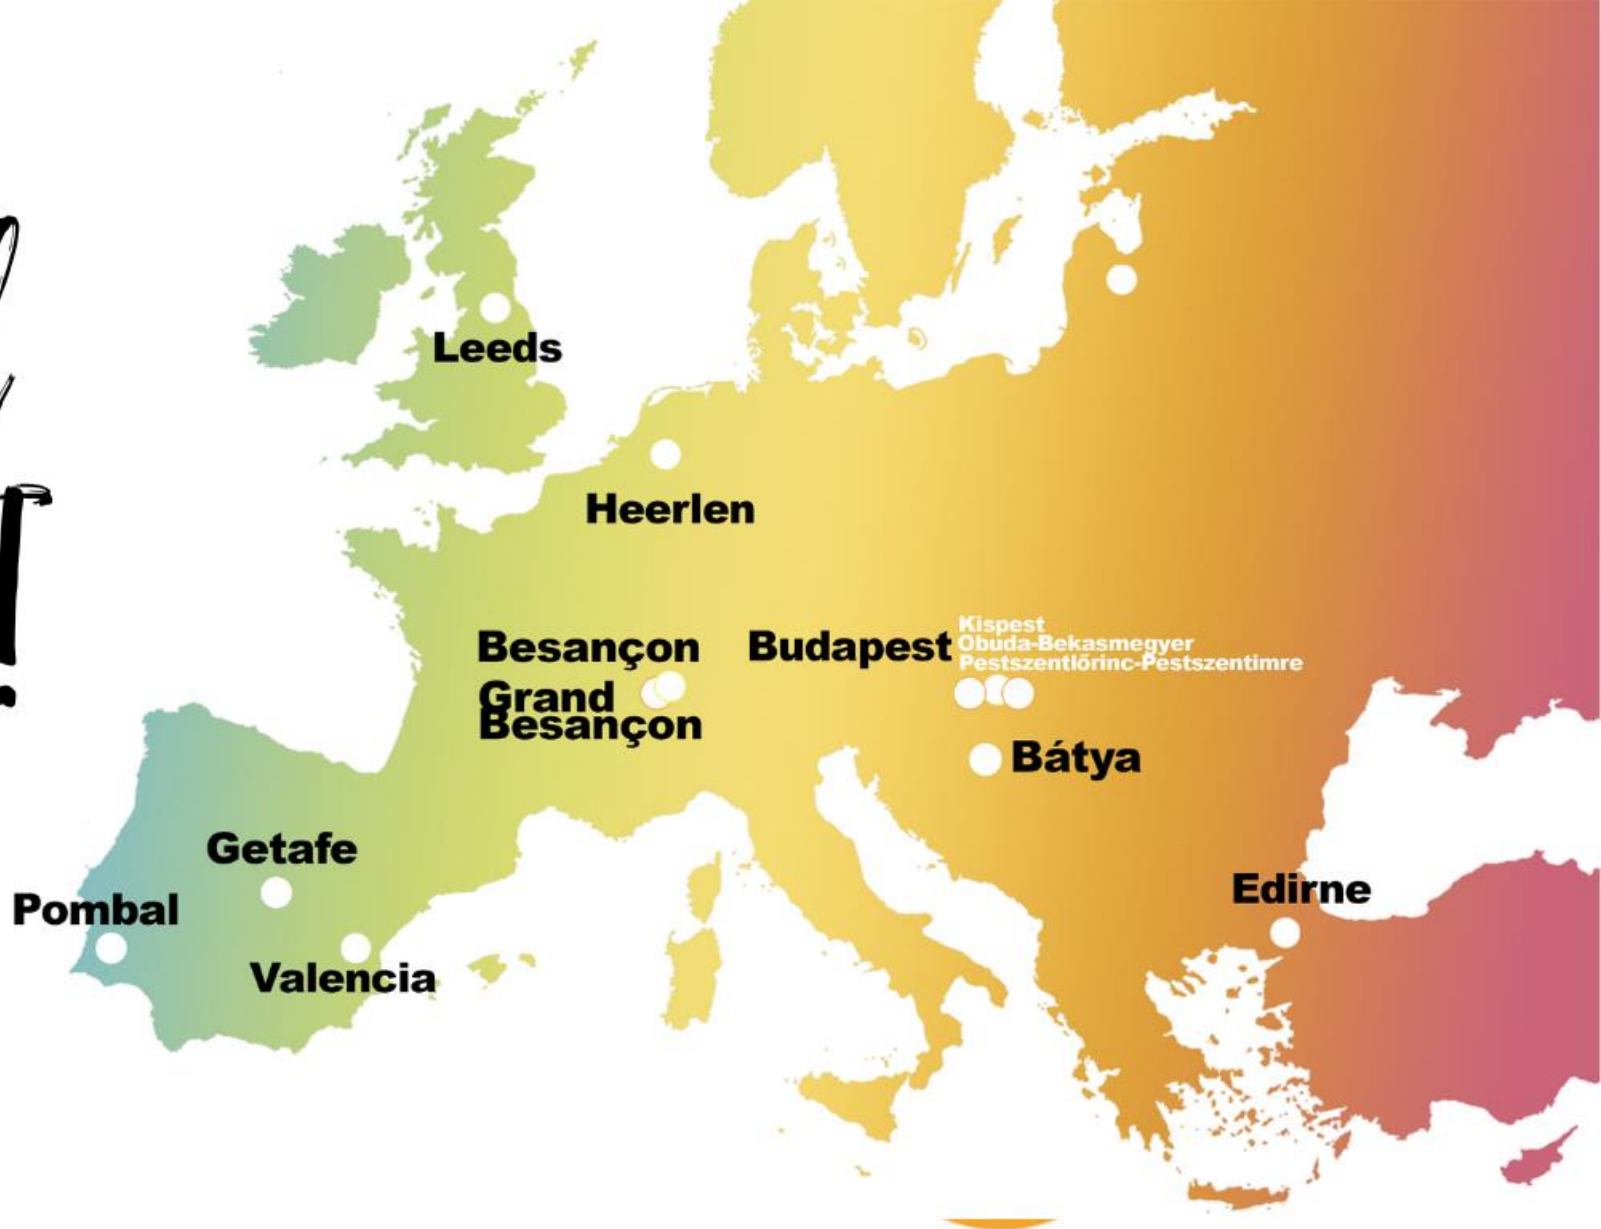 Leeds
Heerlen
Besançon
Grand
Besançon
Budapest
Kispest
Obuda-Bekasmegyer
Pestszentlőrinc-Pestszentimre
Bátya
Getafe
Pombal
Valencia
Edirne